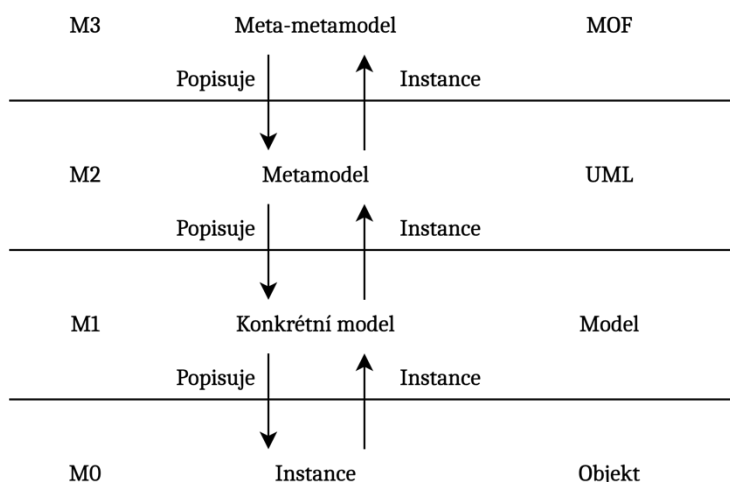 M3 Meta-metamodel MOF
Popisuje Instance
M2 Metamodel UML
Popisuje Instance
M1 Konkrétní model Model
Popisuje Instance
M0 Instance Objekt